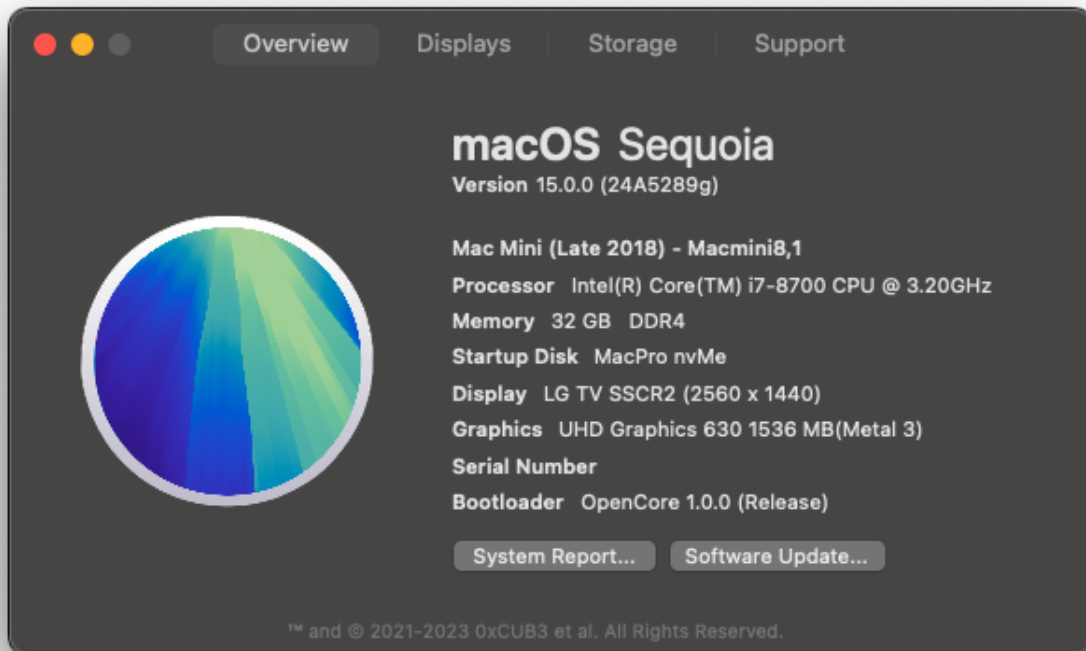 Overview Displays Storage Support
macOS Sequoia
Version 15.0.0 (24A5289g)
Mac Mini (Late 2018) - Macmini8,1
Processor Intel(R) Core(TM) i7-8700 CPU @ 3.20GHz
Memory 32 GB DDR4
Startup Disk MacPro nvMe
Display LG TV SSCR2 (2560 x 1440)
Graphics UHD Graphics 630 1536 MB(Metal 3)
Serial Number
Bootloader OpenCore 1.0.0 (Release)
System Report... Software Update...
™ and © 2021-2023 0xCUB3 et al. All Rights Reserved.